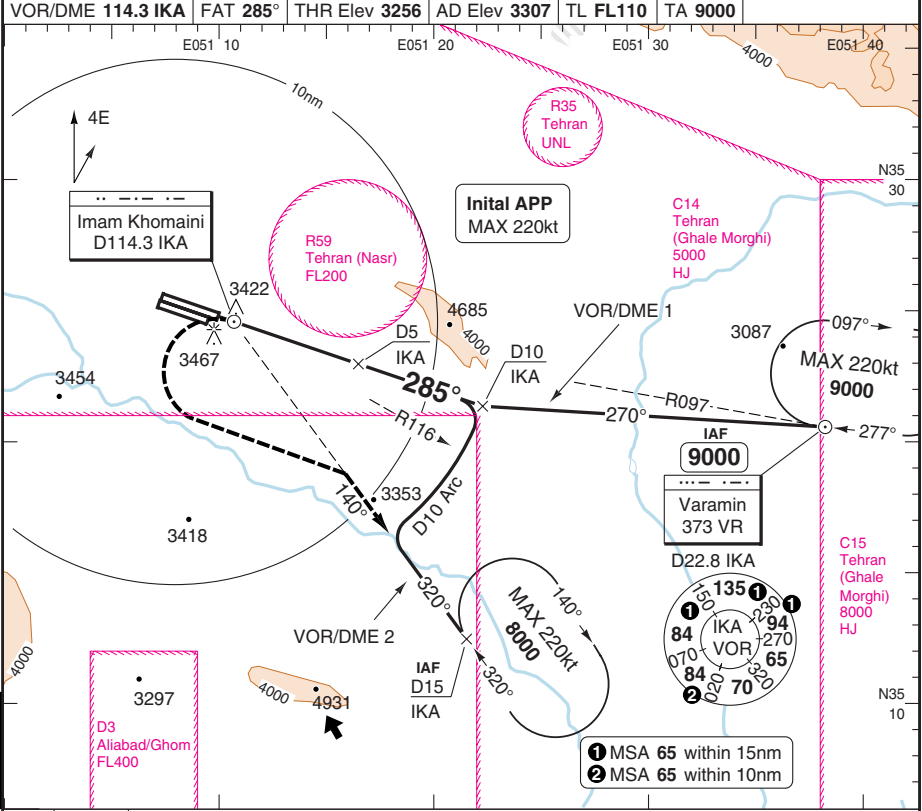 VOR/DME 114.3 IKA FAT 285° THR Elev 3256 AD Elev 3307 TL FL110 TA 9000
E051 10
E051 20
E051 30
E051 40
4000
10nm
4E
R35
Tehran
UNL
N35
30
Imam Khomaini
D114.3 IKA
Inital APP
MAX 220kt
C14
Tehran
(Ghale Morghi)
5000
HJ
R59
Tehran (Nasr)
FL200
3422
4685
4000
VOR/DME 1
3087
097°
D5
IKA
D10
IKA
3467
MAX 220kt
9000
3454
285°
R097
270°
277°
R116
IAF
9000
Varamin
373 VR
D22.8 IKA
140°
3353
D10 Arc
3418
C15
Tehran
(Ghale
Morghi)
8000
HJ
320°
140°
MAX 220kt
8000
VOR/DME 2
IAF
D15
IKA
320°
150
135
1
230
1
1
94
84
IKA
VOR
270
070
65
84
320
2
020
70
4000
3297
4000
4931
N35
10
D3
Aliabad/Ghom
FL400
1 MSA 65 within 15nm
2 MSA 65 within 10nm